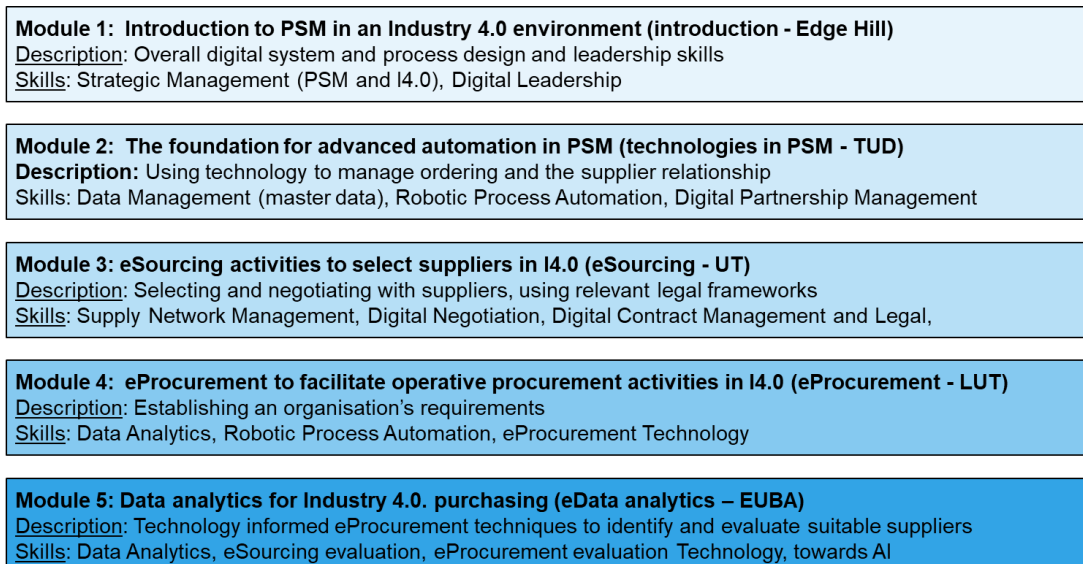 Module 1:  Introduction to PSM in an Industry 4.0 environment (introduction - Edge Hill)
Description: Overall digital system and process design and leadership skills
Skills: Strategic Management (PSM and I4.0), Digital Leadership
Module 2:  The foundation for advanced automation in PSM (technologies in PSM - TUD)
Description: Using technology to manage ordering and the supplier relationship
Skills: Data Management (master data), Robotic Process Automation, Digital Partnership Management
Module 3: eSourcing activities to select suppliers in I4.0 (eSourcing - UT)
Description: Selecting and negotiating with suppliers, using relevant legal frameworks
Skills: Supply Network Management, Digital Negotiation, Digital Contract Management and Legal,
Module 4:  eProcurement to facilitate operative procurement activities in I4.0 (eProcurement - LUT)
Description: Establishing an organisation's requirements
Skills: Data Analytics, Robotic Process Automation, eProcurement Technology
Module 5: Data analytics for Industry 4.0. purchasing (eData analytics – EUBA)
Description: Technology informed eProcurement techniques to identify and evaluate suitable suppliers
Skills: Data Analytics, eSourcing evaluation, eProcurement evaluation Technology, towards AI